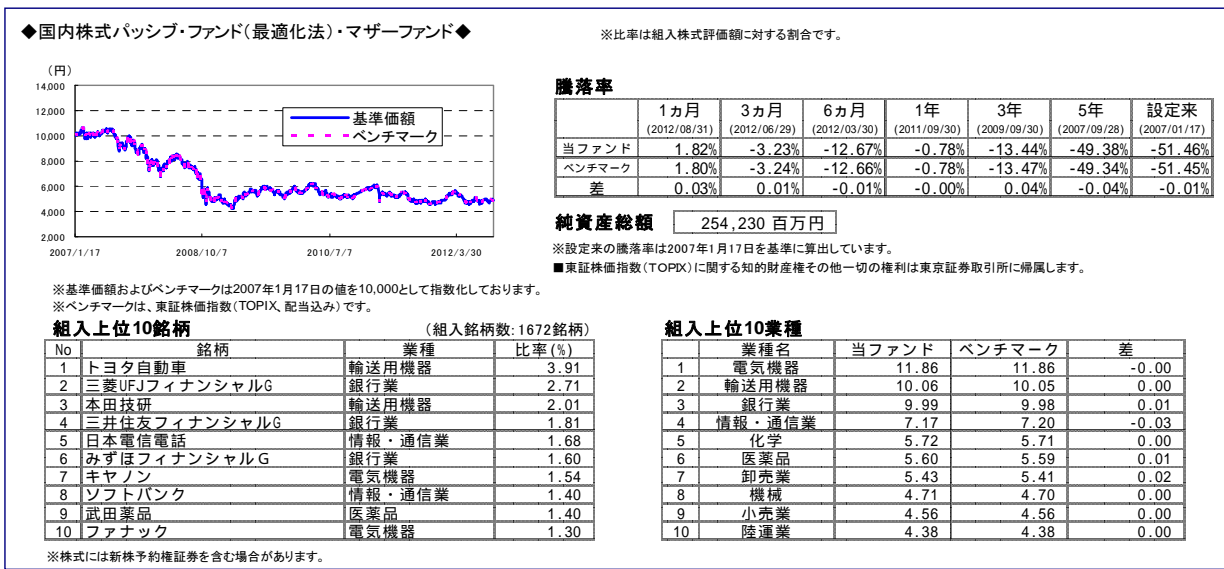 ◆国内株式パッシブ・ファンド(最適化法)・マザーファンド◆
※比率は組入株式評価額に対する割合です。
(円)
14,000
12,000
10,000
8,000
6,000
4,000
2,000
2007/1/17 2008/10/7 2010/7/7 2012/3/30
基準価額
ベンチマーク
※基準価額およびベンチマークは2007年1月17日の値を10,000として指数化しております。
※ベンチマークは、東証株価指数(TOPIX、配当込み)です。
騰落率
1ヵ月 3ヵ月 6ヵ月 1年 3年 5年 設定来
(2012/08/31) (2012/06/29) (2012/03/30) (2011/09/30) (2009/09/30) (2007/09/28) (2007/01/17)
当ファンド 1.82% -3.23% -12.67% -0.78% -13.44% -49.38% -51.46%
ベンチマーク 1.80% -3.24% -12.66% -0.78% -13.47% -49.34% -51.45%
差 0.03% 0.01% -0.01% -0.00% 0.04% -0.04% -0.01%
純資産総額 254,230 百万円
※設定来の騰落率は2007年1月17日を基準に算出しています。
■東証株価指数(TOPIX)に関する知的財産権その他一切の権利は東京証券取引所に帰属します。
組入上位10銘柄 (組入銘柄数:1672銘柄)
No 銘柄 業種 比率(%)
1 トヨタ自動車 輸送用機器 3.91
2 三菱UFJフィナンシャルG 銀行業 2.71
3 本田技研 輸送用機器 2.01
4 三井住友フィナンシャルG 銀行業 1.81
5 日本電信電話 情報・通信業 1.68
6 みずほフィナンシャルG 銀行業 1.60
7 キヤノン 電気機器 1.54
8 ソフトバンク 情報・通信業 1.40
9 武田薬品 医薬品 1.40
10 ファナック 電気機器 1.30
※株式には新株予約権証券を含む場合があります。
組入上位10業種
業種名 当ファンド ベンチマーク 差
1 電気機器 11.86 11.86 -0.00
2 輸送用機器 10.06 10.05 0.00
3 銀行業 9.99 9.98 0.01
4 情報・通信業 7.17 7.20 -0.03
5 化学 5.72 5.71 0.00
6 医薬品 5.60 5.59 0.01
7 卸売業 5.43 5.41 0.02
8 機械 4.71 4.70 0.00
9 小売業 4.56 4.56 0.00
10 陸運業 4.38 4.38 0.00